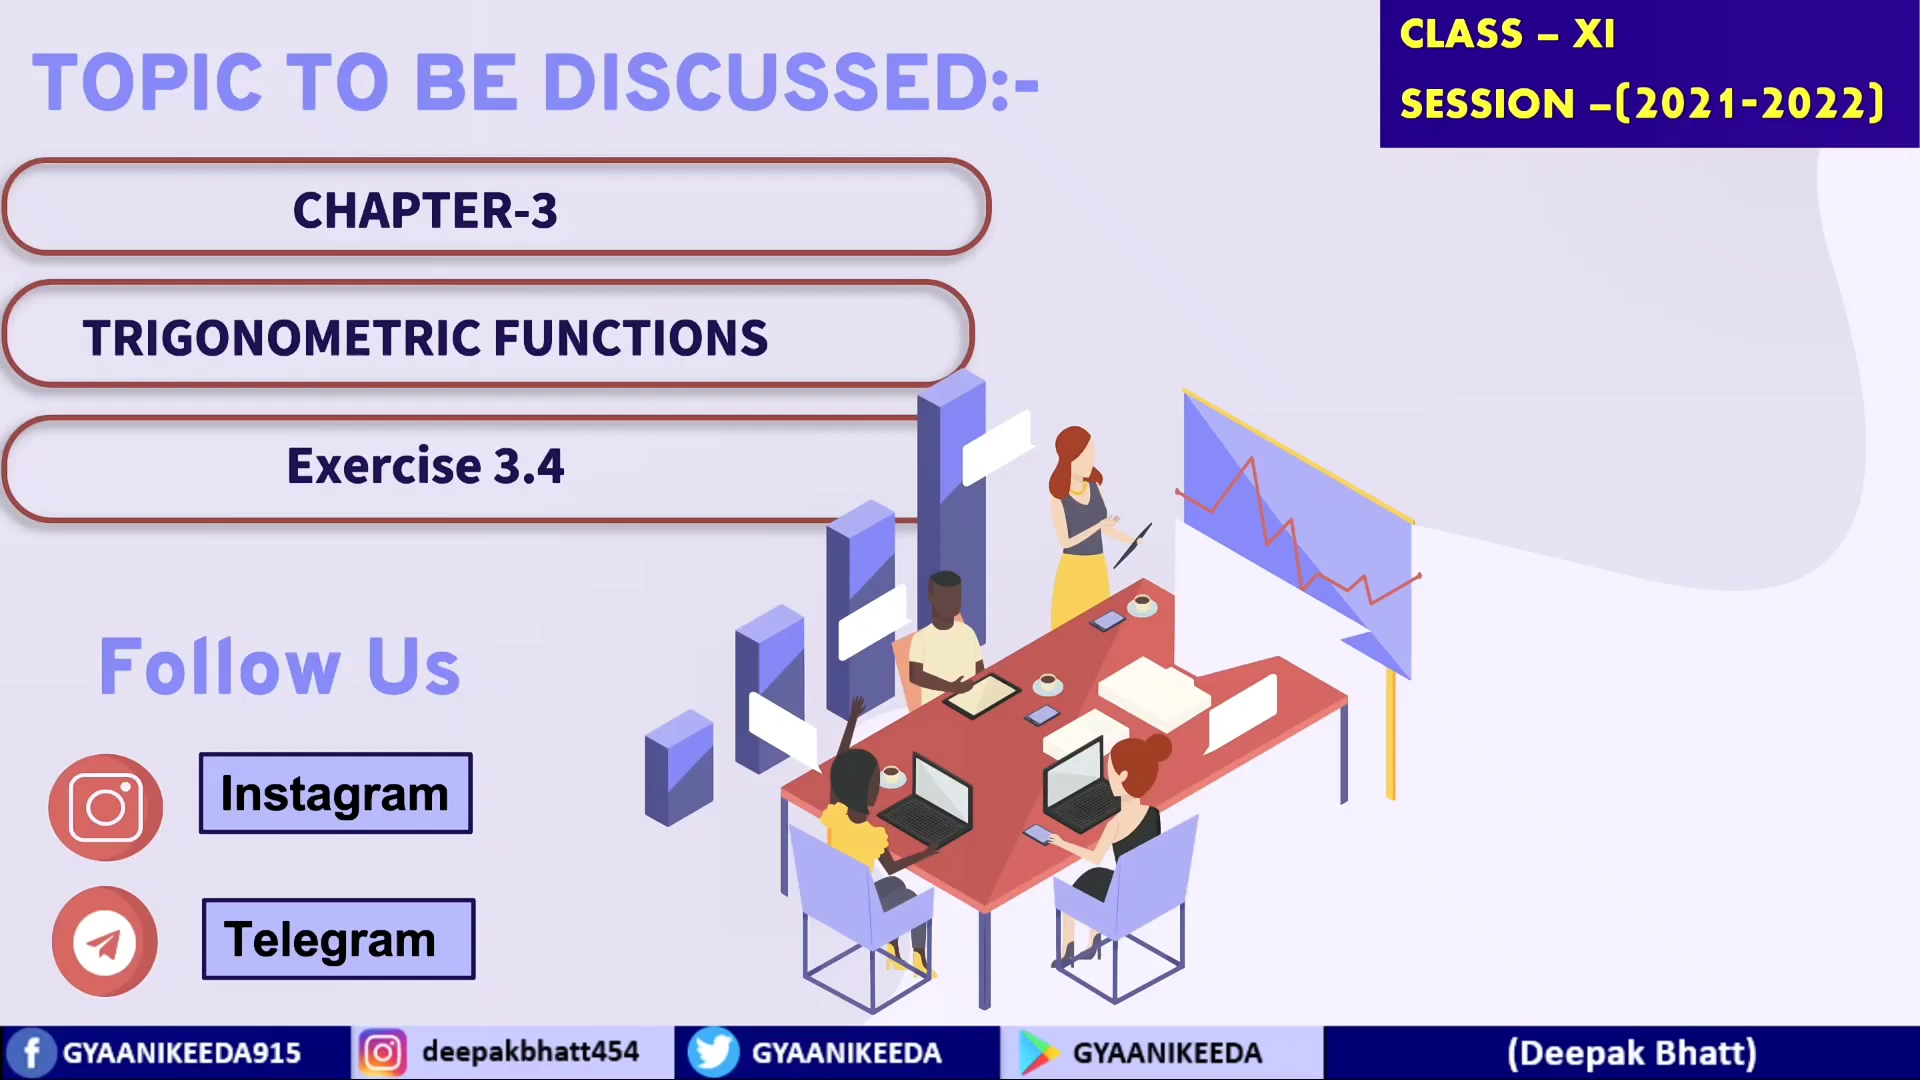 TOPIC TO BE DISCUSSED:-
CLASS – XI
SESSION –(2021-2022)
CHAPTER-3
TRIGONOMETRIC FUNCTIONS
Exercise 3.4
Follow Us
Instagram
Telegram
GYAANIKEEDA915
deepakbhatt454
GYAANIKEEDA
GYAANIKEEDA
(Deepak Bhatt)